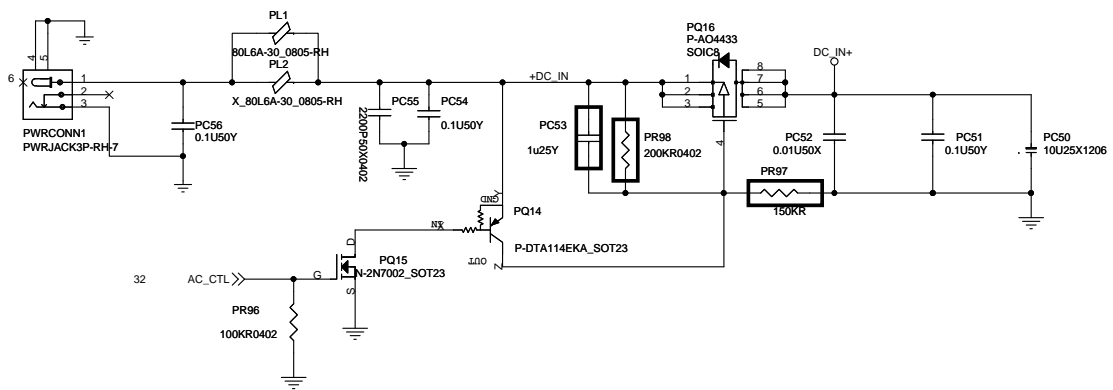 PL1
80L6A-30_0805-RH
PL2
X_80L6A-30_0805-RH
4
5
6
1
2
3
PWRCONN1
PWRJACK3P-RH-7
PC56
0.1U50Y
PC55
2200P50X0402
PC54
0.1U50Y
+DC_IN
PC53
1u25Y
PR98
200KR0402
PQ16
P-AO4433
SOIC8
1
2
3
8
7
6
5
4
DC_IN+
PC52
0.01U50X
PC51
0.1U50Y
PC50
10U25X1206
PR97
150KR
Y
GND
IN
X
PQ14
P-DTA114EKA_SOT23
OUT
Z
D
PQ15
N-2N7002_SOT23
G
S
32
AC_CTL
PR96
100KR0402